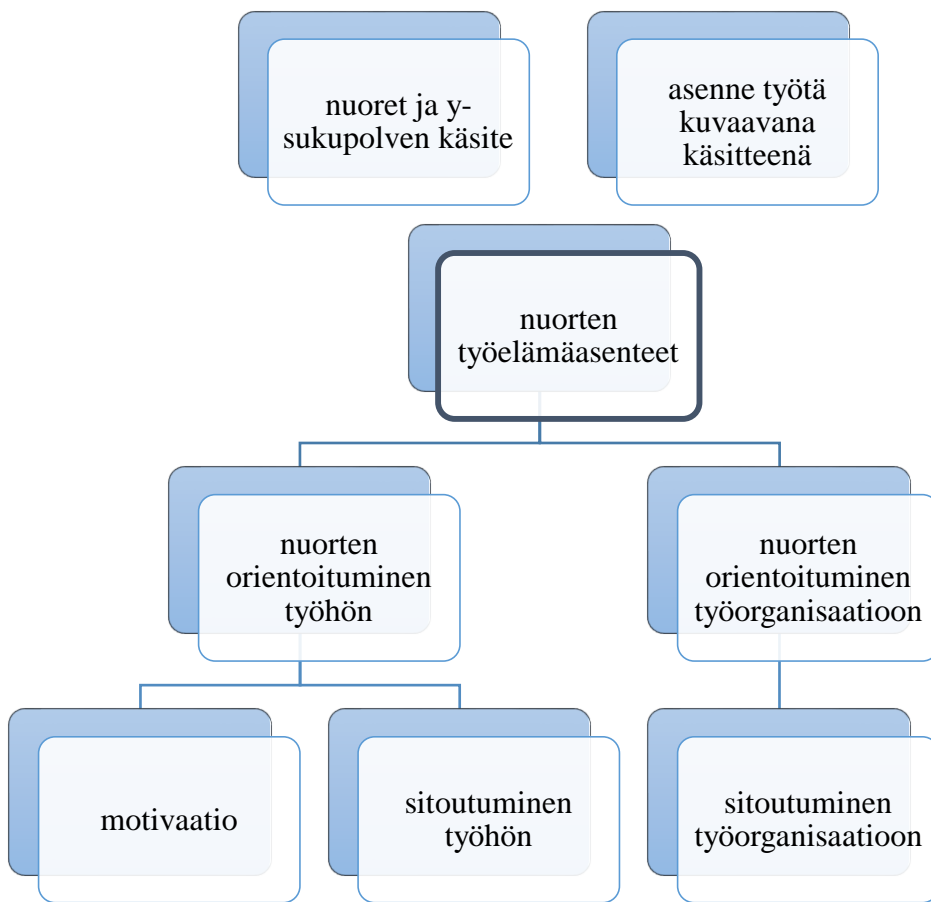 nuoret ja y-
sukupolven käsite
asenne työtä
kuvaavana
käsitteenä
nuorten
työelämäasenteet
nuorten
orientoituminen
työhön
nuorten
orientoituminen
työorganisaatioon
motivaatio
sitoutuminen
työhön
sitoutuminen
työorganisaatioon